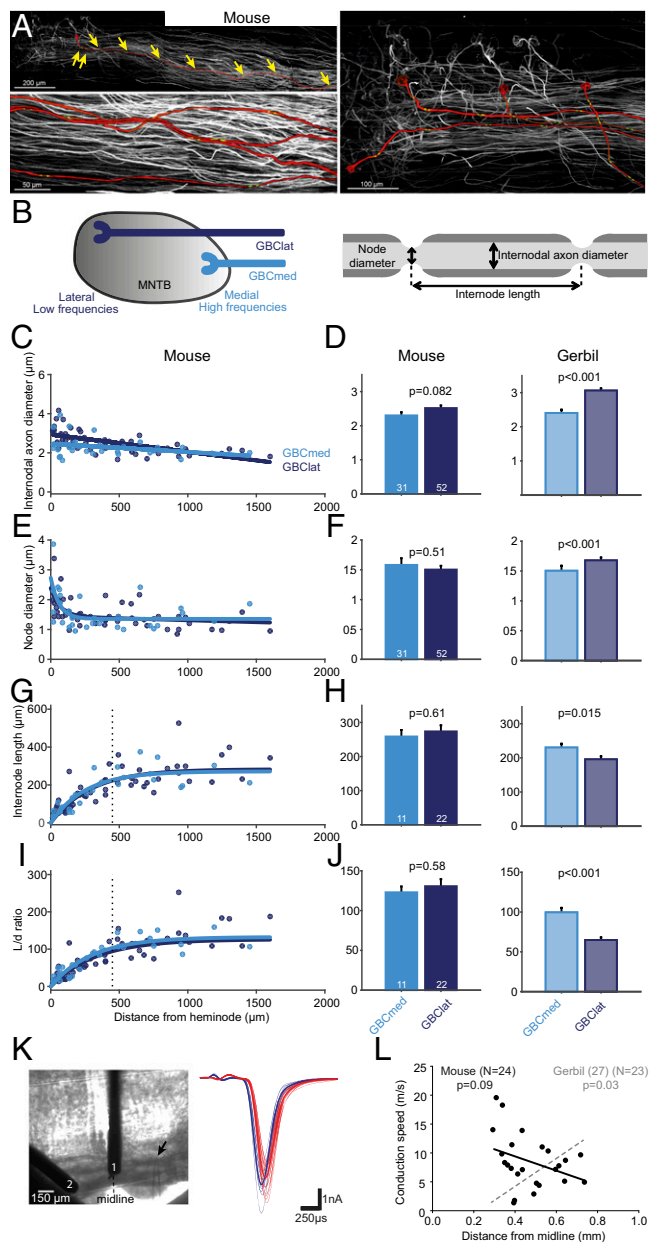 A
Mouse
200 µm
50 µm
100 µm
B
GBClat
GBCmed
MNTB
Lateral
Low frequencies
Medial
High frequencies
Node
diameter
Internodal axon diameter
Internode length
C
Mouse
Internodal axon diameter (µm)
6
4
2
0
0 500 1000 1500 2000
GBCmed
GBClat
D
Mouse
Gerbil
p=0.082
3
2
1
31 52
p<0.001
3
2
1
E
Node diameter (µm)
4
3
2
1
0
0 500 1000 1500 2000
F
p=0.51
2
1.5
1
05
0
31 52
p<0.001
2
1.5
1
05
0
G
Internode length (µm)
600
400
200
0
0 500 1000 1500 2000
H
p=0.61
300
200
100
0
11 22
p=0.015
300
200
100
0
I
L/d ratio
300
200
100
0
0 500 1000 1500 2000
Distance from heminode (µm)
J
p=0.58
150
100
50
0
11 22
GBCmed
GBClat
p<0.001
150
100
50
0
GBCmed
GBClat
K
1
2
150 µm
midline
1nA
250µs
L
Mouse (N=24)
p=0.09
Gerbil (27) (N=23)
p=0.03
Conduction speed (m/s)
25
20
15
10
5
0
0.0 0.2 0.4 0.6 0.8 1.0
Distance from midline (mm)